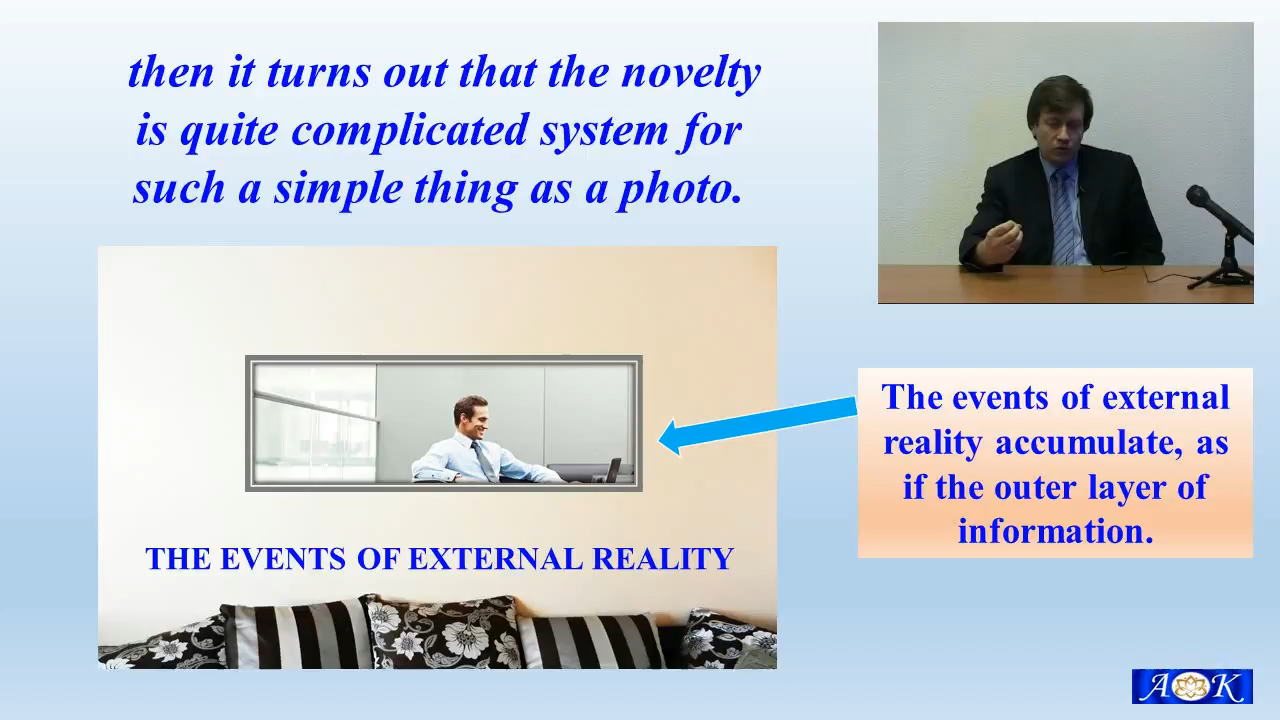 then it turns out that the novelty
is quite complicated system for
such a simple thing as a photo.
The events of external
reality accumulate, as
if the outer layer of
information.
THE EVENTS OF EXTERNAL REALITY
A K